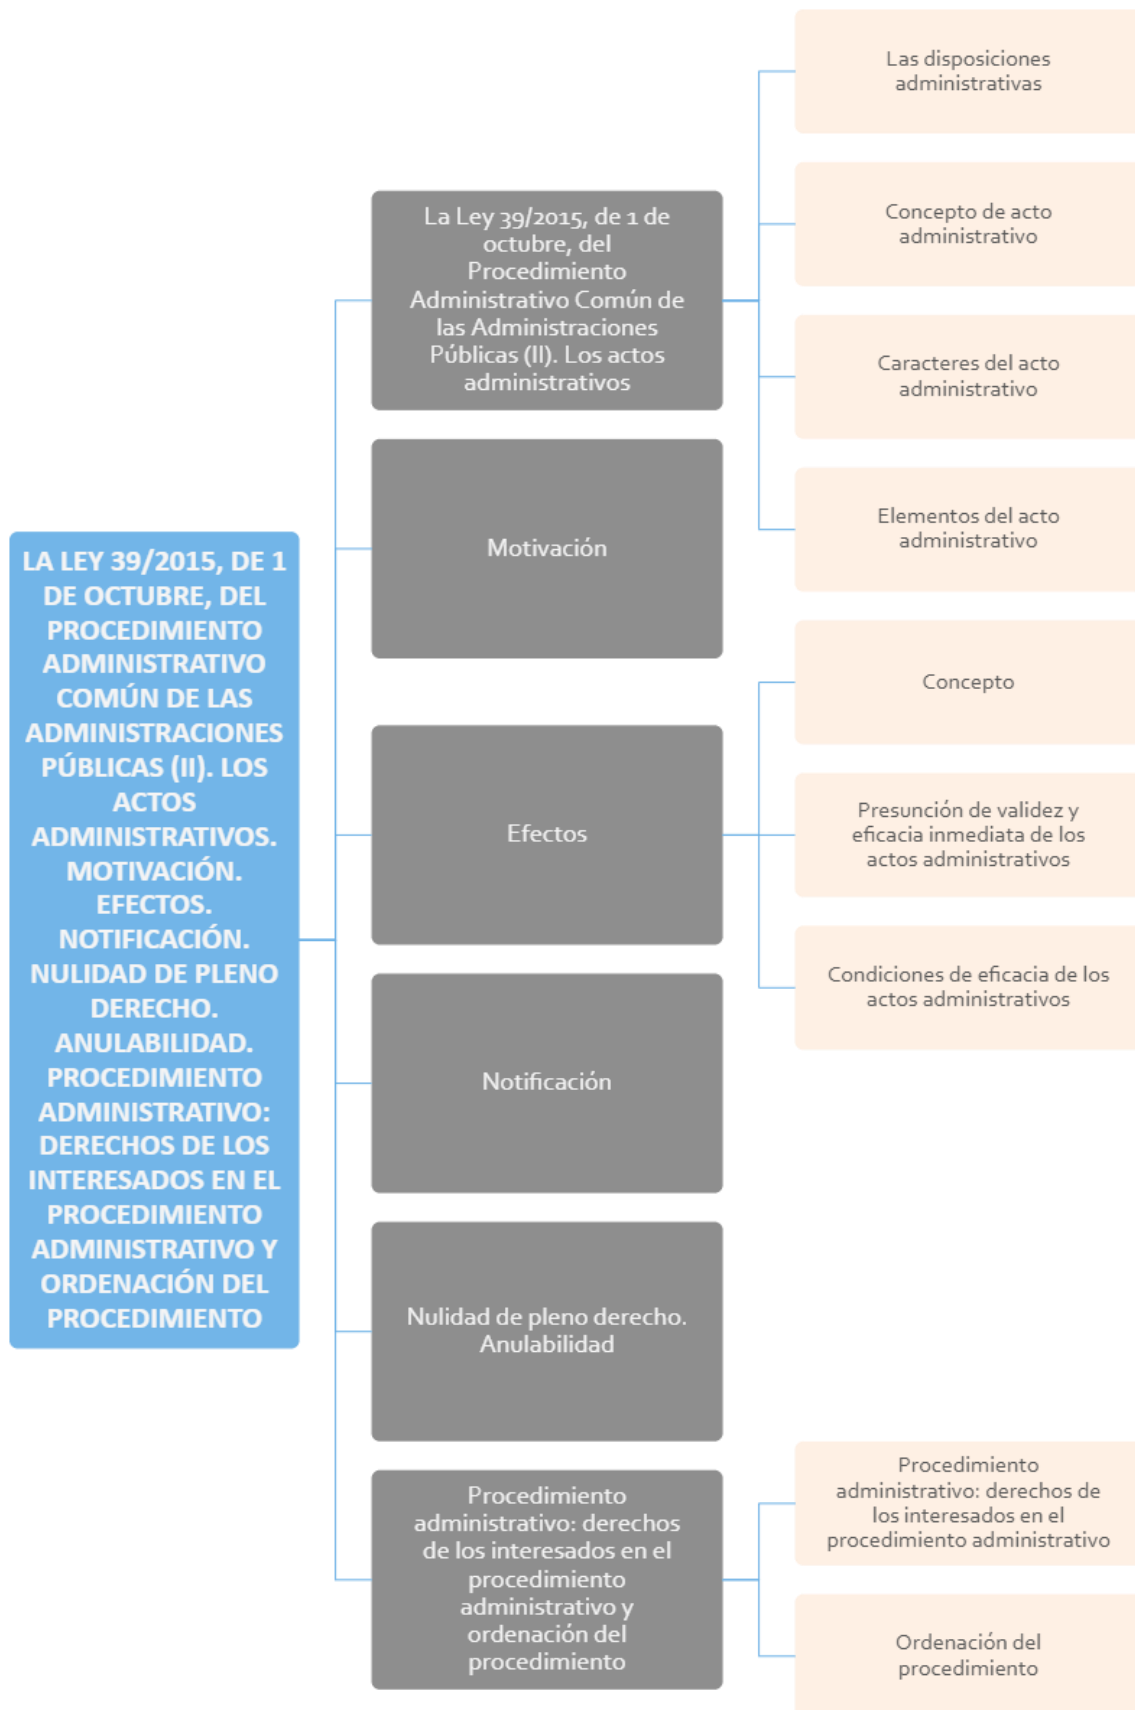 LA LEY 39/2015, DE 1
DE OCTUBRE, DEL
PROCEDIMIENTO
ADMINISTRATIVO
COMÚN DE LAS
ADMINISTRACIONES
PÚBLICAS (II). LOS
ACTOS
ADMINISTRATIVOS.
MOTIVACIÓN.
EFECTOS.
NOTIFICACIÓN.
NULIDAD DE PLENO
DERECHO.
ANULABILIDAD.
PROCEDIMIENTO
ADMINISTRATIVO:
DERECHOS DE LOS
INTERESADOS EN EL
PROCEDIMIENTO
ADMINISTRATIVO Y
ORDENACIÓN DEL
PROCEDIMIENTO
La Ley 39/2015, de 1 de
octubre, del
Procedimiento
Administrativo Común de
las Administraciones
Públicas (II). Los actos
administrativos
Las disposiciones
administrativas
Concepto de acto
administrativo
Caracteres del acto
administrativo
Elementos del acto
administrativo
Motivación
Efectos
Concepto
Presunción de validez y
eficacia inmediata de los
actos administrativos
Condiciones de eficacia de los
actos administrativos
Notificación
Nulidad de pleno derecho.
Anulabilidad
Procedimiento
administrativo: derechos
de los interesados en el
procedimiento
administrativo y
ordenación del
procedimiento
Procedimiento
administrativo: derechos de
los interesados en el
procedimiento administrativo
Ordenación del
procedimiento